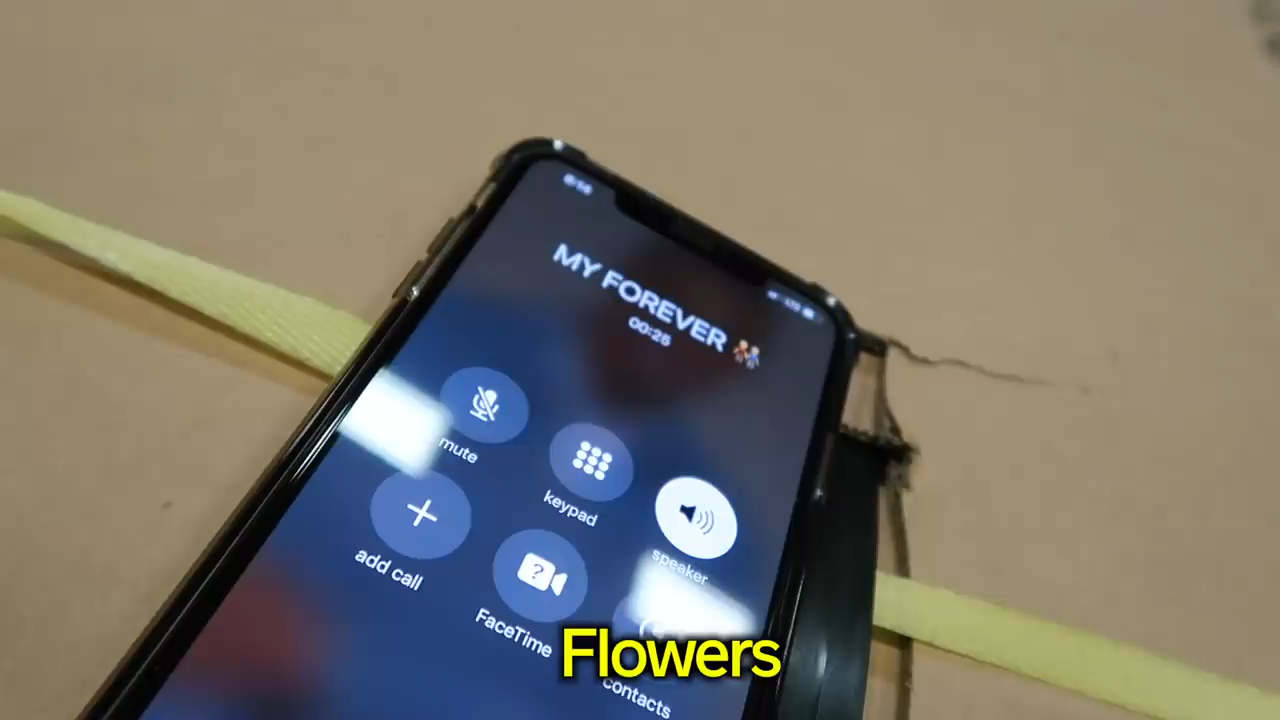 MY FOREVER 👫
00:25
mute
keypad
speaker
add call
FaceTime
contacts
Flowers